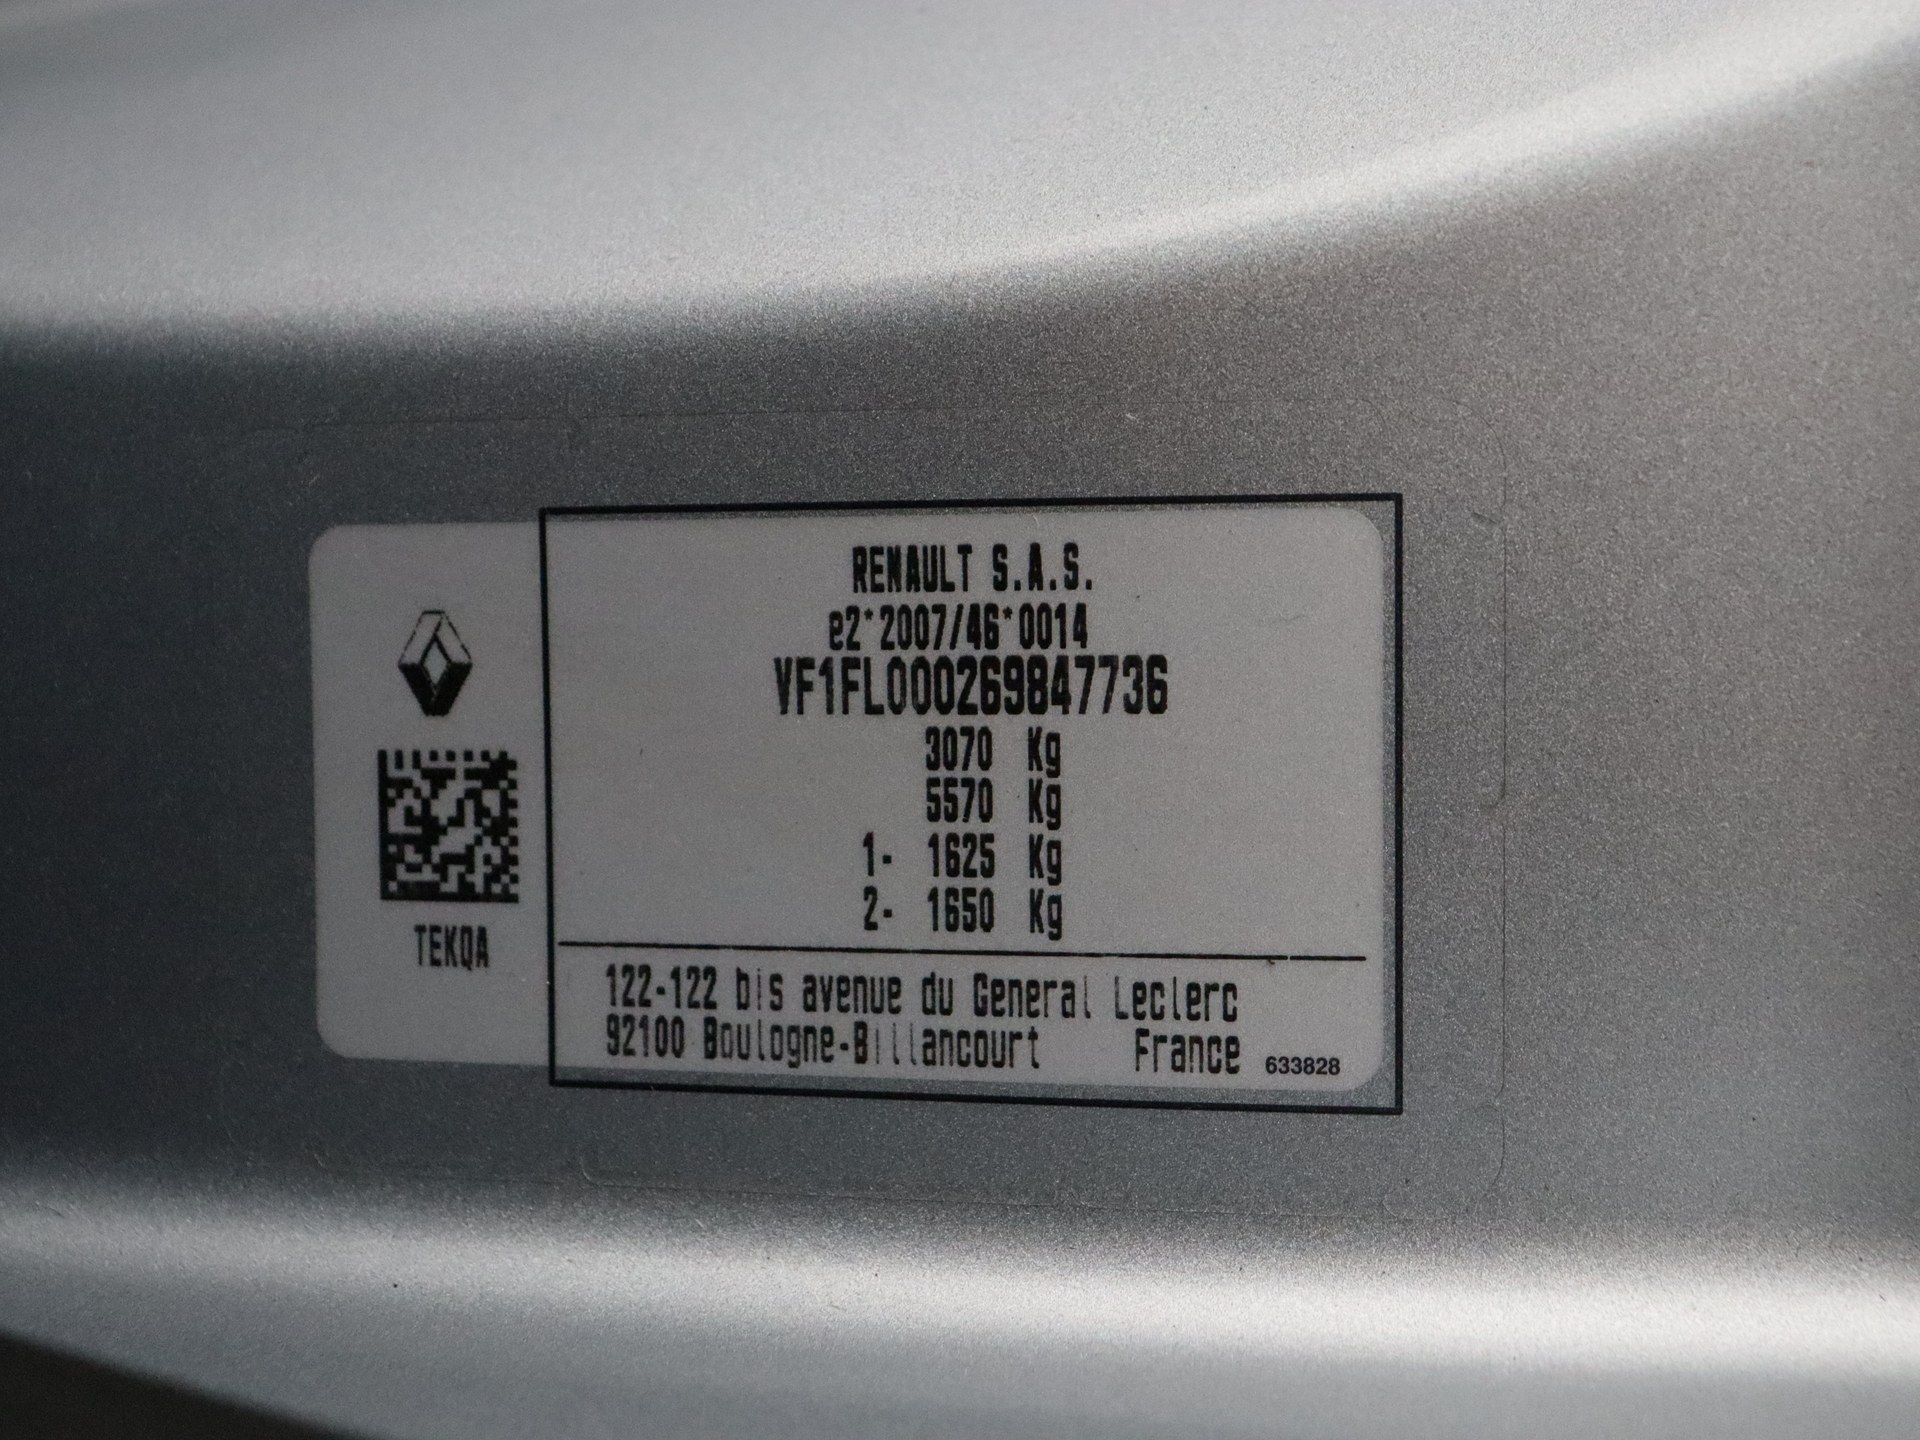 RENAULT S.A.S.
e2*2007/46*0014
VF1FL000269847736
3070 Kg
5570 Kg
1- 1625 Kg
2- 1650 Kg
TEKQA
122-122 bis avenue du General Leclerc
92100 Boulogne-Billancourt France 633828